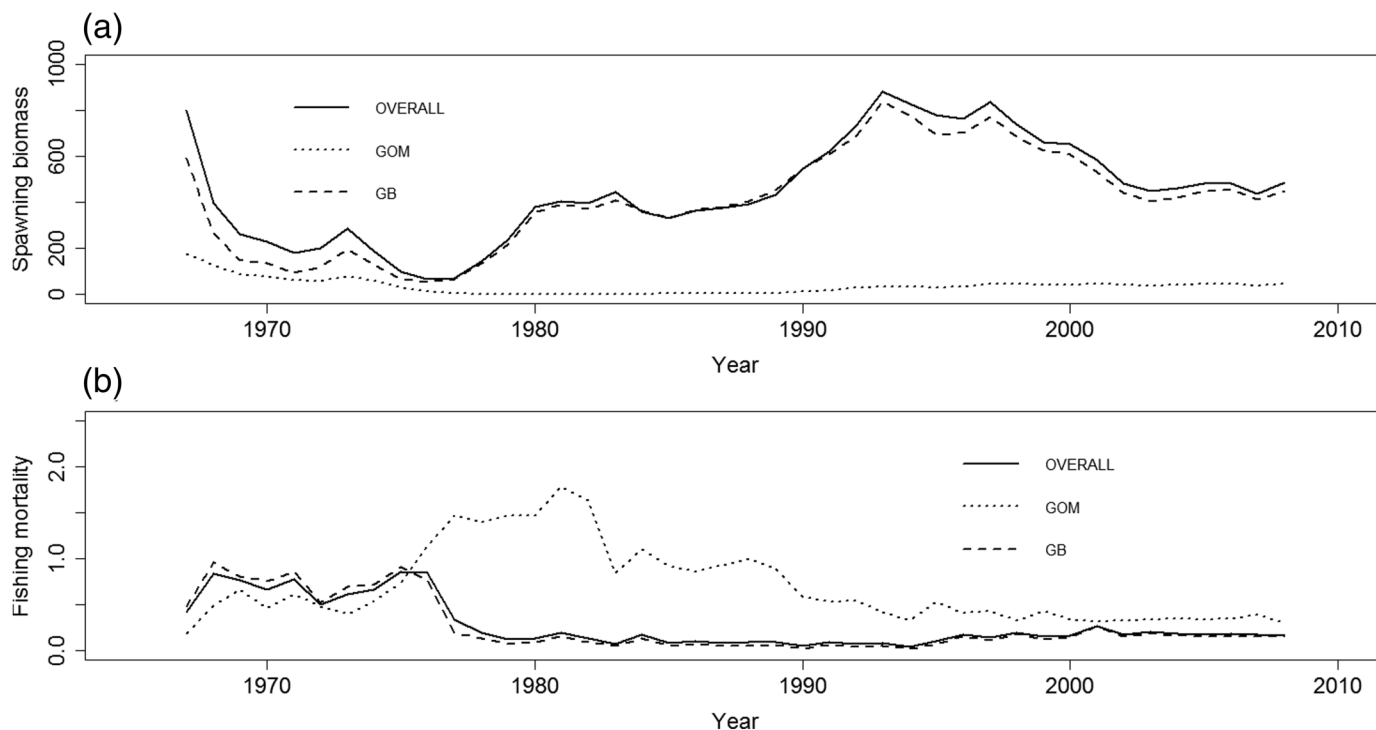 (a)
Spawning biomass
1000
600
200
0
OVERALL
GOM
GB
1970 1980 1990 2000 2010
Year
(b)
Fishing mortality
2.0
1.0
0.0
OVERALL
GOM
GB
1970 1980 1990 2000 2010
Year